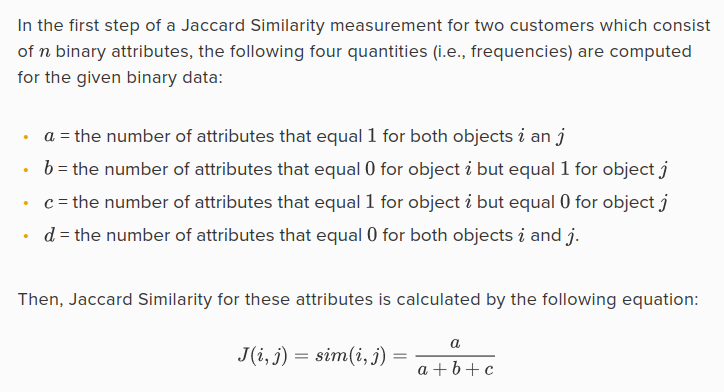 In the first step of a Jaccard Similarity measurement for two customers which consist
of n binary attributes, the following four quantities (i.e., frequencies) are computed
for the given binary data:
• a = the number of attributes that equal 1 for both objects i an j
• b = the number of attributes that equal 0 for object i but equal 1 for object j
• c = the number of attributes that equal 1 for object i but equal 0 for object j
• d = the number of attributes that equal 0 for both objects i and j.
Then, Jaccard Similarity for these attributes is calculated by the following equation:
J(i, j) = sim(i, j) = a / (a + b + c)